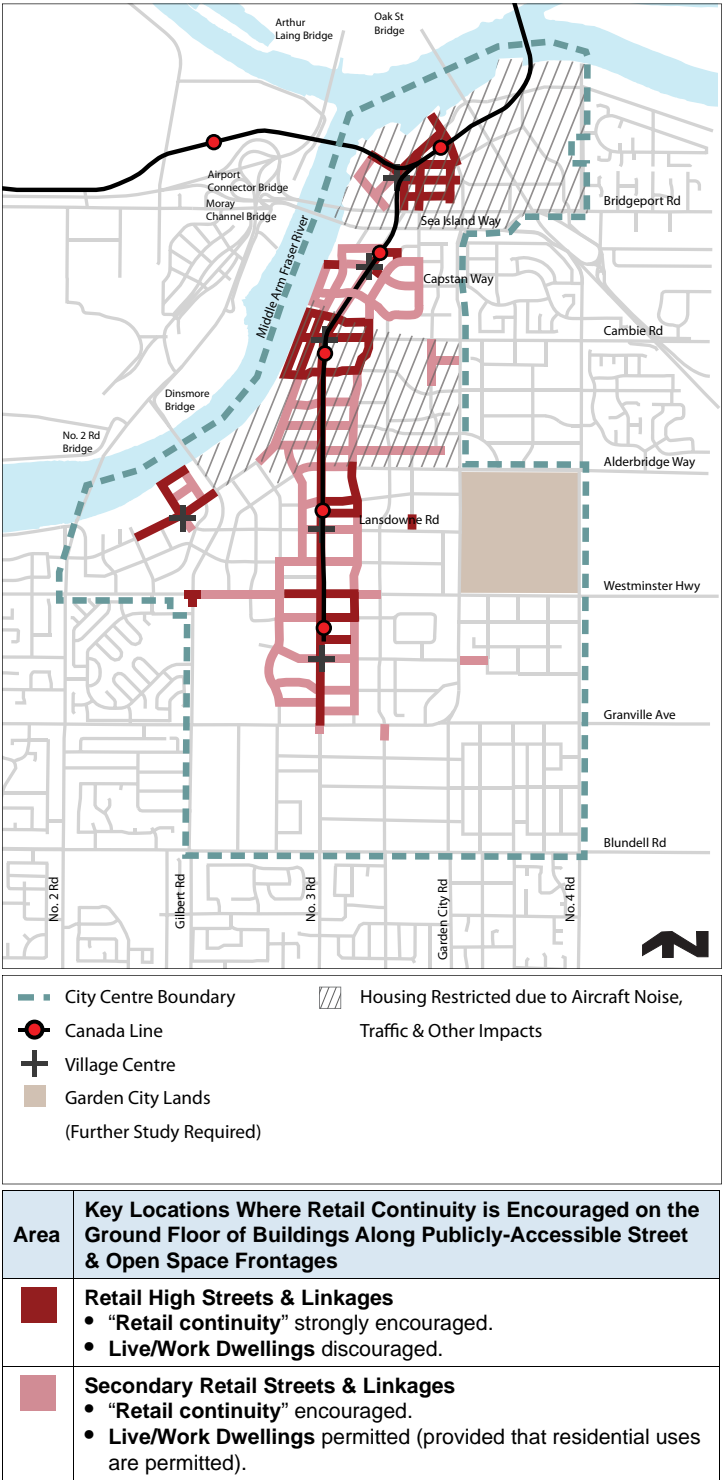 Arthur
Laing Bridge
Oak St
Bridge
Airport
Connector Bridge
Moray
Channel Bridge
Bridgeport Rd
Sea Island Way
Middle Arm Fraser River
Capstan Way
Cambie Rd
Dinsmore
Bridge
No. 2 Rd
Bridge
Alderbridge Way
Lansdowne Rd
Westminster Hwy
Granville Ave
Blundell Rd
No. 2 Rd
Gilbert Rd
No. 3 Rd
Garden City Rd
No. 4 Rd
N
City Centre Boundary
Canada Line
Village Centre
Garden City Lands
(Further Study Required)
Housing Restricted due to Aircraft Noise,
Traffic & Other Impacts
Area
Key Locations Where Retail Continuity is Encouraged on the
Ground Floor of Buildings Along Publicly-Accessible Street
& Open Space Frontages
Retail High Streets & Linkages
• “Retail continuity” strongly encouraged.
• Live/Work Dwellings discouraged.
Secondary Retail Streets & Linkages
• “Retail continuity” encouraged.
• Live/Work Dwellings permitted (provided that residential uses
are permitted).